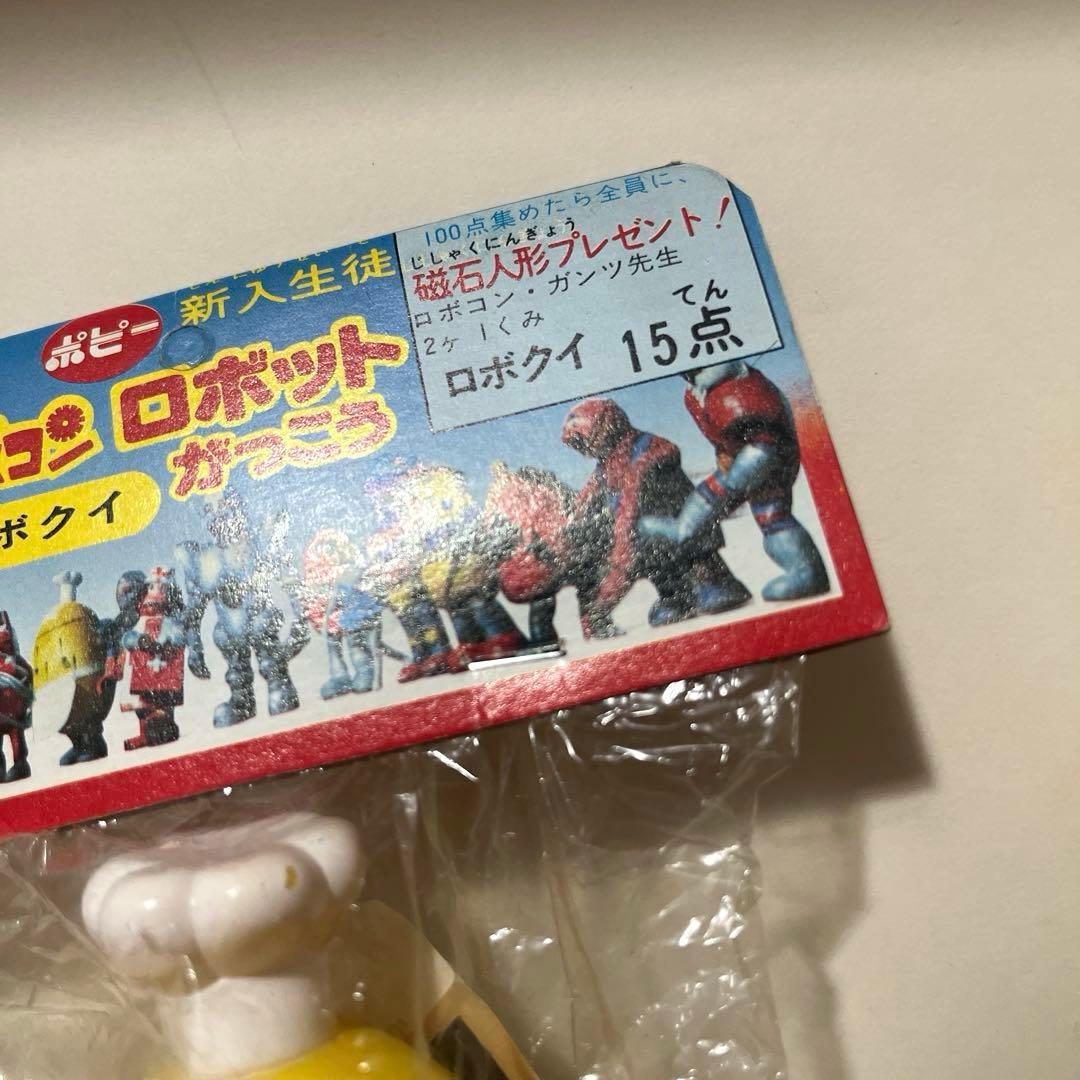 100点集めたら全員に、
じしゃくにんぎょう
磁石人形プレゼント!
ロボコン・ガンツ先生
2ヶ 1くみ
てん
ロボクイ 15点
新入生徒
ポピー
コン ロボット
がっこう
ボクイ